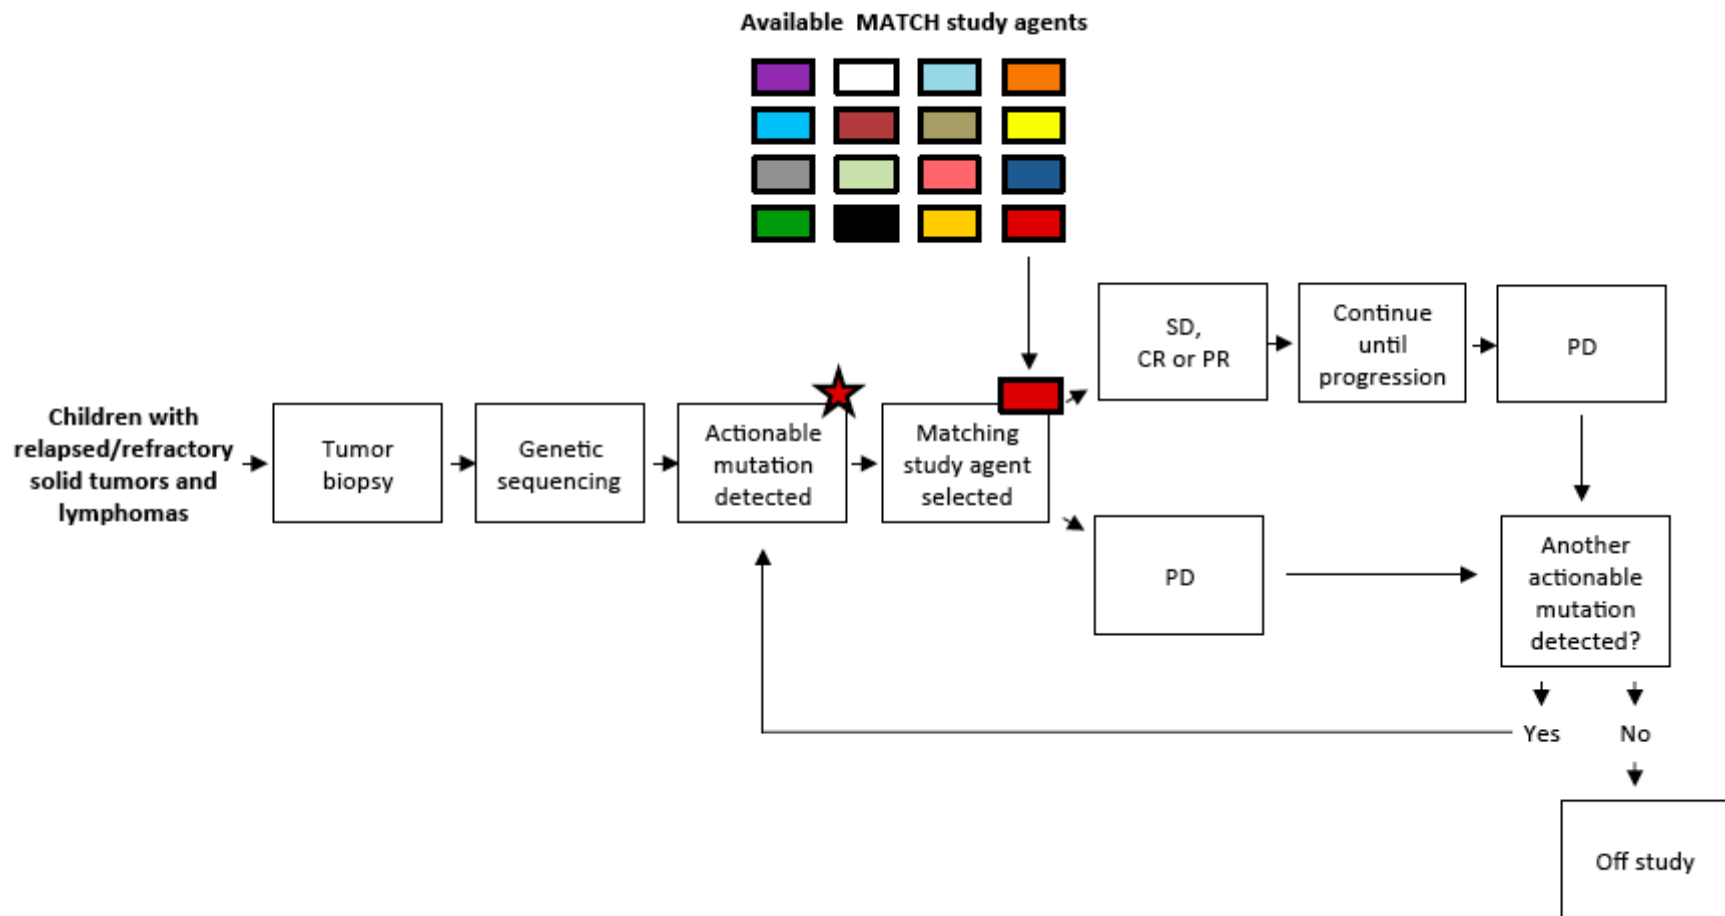 Available MATCH study agents
Children with
relapsed/refractory
solid tumors and
lymphomas
Tumor
biopsy
Genetic
sequencing
Actionable
mutation
detected
Matching
study agent
selected
SD,
CR or PR
Continue
until
progression
PD
PD
Another
actionable
mutation
detected?
Yes
No
Off study